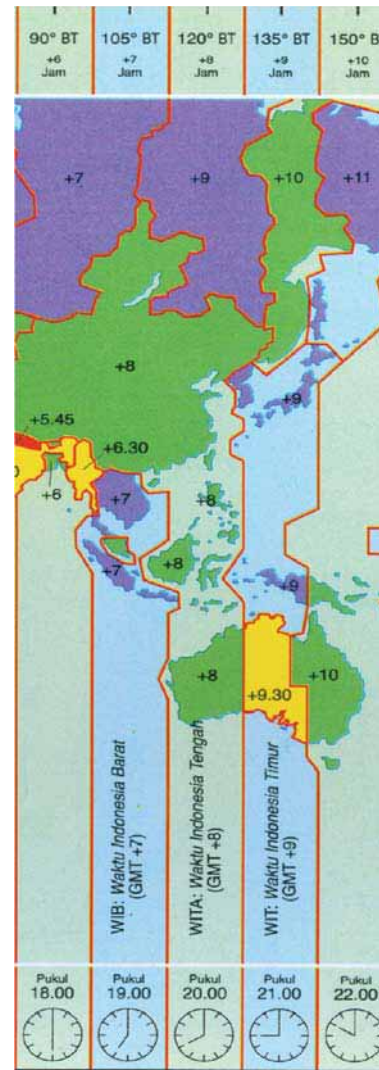 90° BT
+6
Jam
105° BT
+7
Jam
120° BT
+8
Jam
135° BT
+9
Jam
150° BT
+10
Jam
+7
+9
+10
+11
+8
+9
+5.45
+6.30
+6
+7
+8
+7
+8
+9
+8
+9.30
+10
WIB: Waktu Indonesia Barat
(GMT +7)
WITA: Waktu Indonesia Tengah
(GMT +8)
WIT: Waktu Indonesia Timur
(GMT +9)
Pukul
18.00
Pukul
19.00
Pukul
20.00
Pukul
21.00
Pukul
22.00